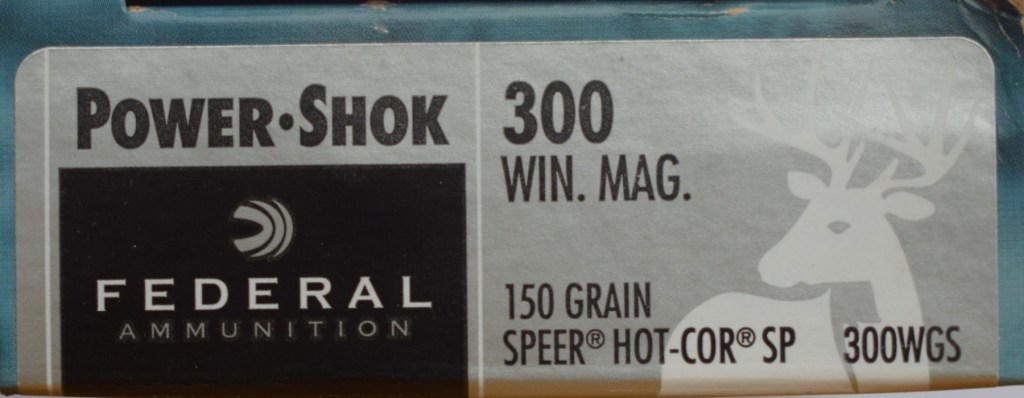 POWER•SHOK
FEDERAL
AMMUNITION
300
WIN. MAG.
150 GRAIN
SPEER® HOT-COR® SP
300WGS